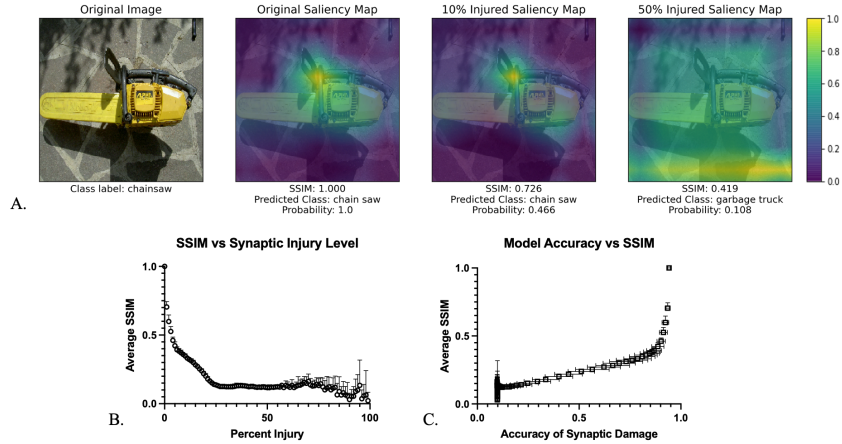 Original Image
Original Saliency Map
10% Injured Saliency Map
50% Injured Saliency Map
1.0
0.8
0.6
0.4
0.2
0.0
Class label: chainsaw
SSIM: 1.000
Predicted Class: chain saw
Probability: 1.0
SSIM: 0.726
Predicted Class: chain saw
Probability: 0.466
SSIM: 0.419
Predicted Class: garbage truck
Probability: 0.108
A.
SSIM vs Synaptic Injury Level
1.0
0.5
0.0
0
50
100
Average SSIM
Percent Injury
B.
Model Accuracy vs SSIM
1.0
0.5
0.0
0.0
0.5
1.0
Average SSIM
Accuracy of Synaptic Damage
C.